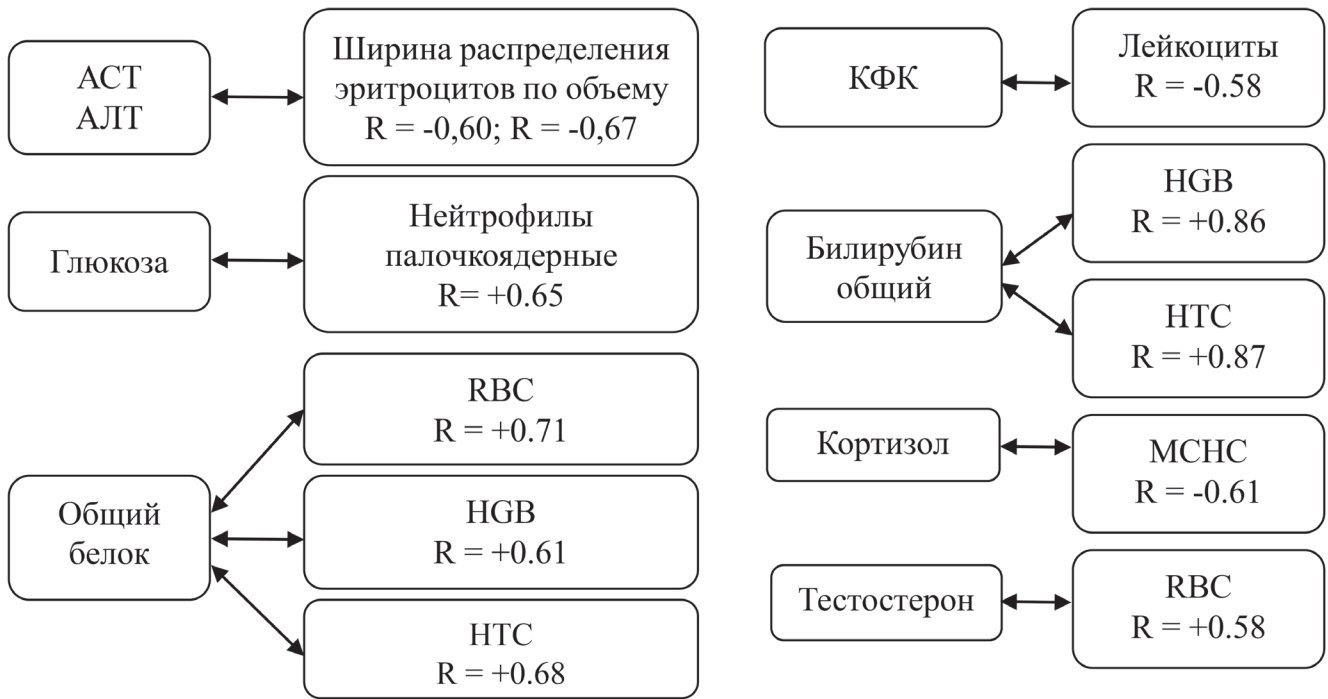 АСТ
АЛТ
Ширина распределения
эритроцитов по объему
R = -0,60; R = -0,67
Глюкоза
Нейтрофилы
палочкоядерные
R= +0.65
Общий
белок
RBC
R = +0.71
HGB
R = +0.61
HTC
R = +0.68
КФК
Лейкоциты
R = -0.58
Билирубин
общий
HGB
R = +0.86
HTC
R = +0.87
Кортизол
MCHC
R = -0.61
Тестостерон
RBC
R = +0.58